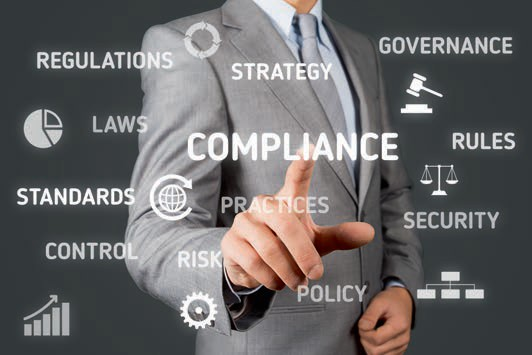 GOVERNANCE
REGULATIONS
STRATEGY
LAWS
COMPLIANCE
RULES
STANDARDS
PRACTICES
SECURITY
CONTROL
RISK
POLICY